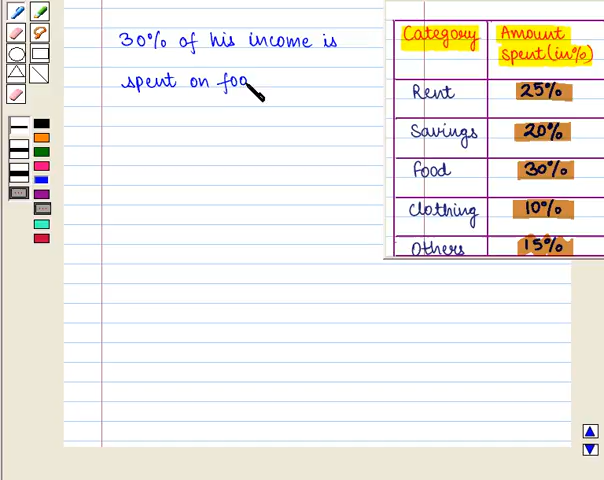 30% of his income is
spent on foo
Category Amount spent(in%)
Rent 25%
Savings 20%
Food 30%
Clothing 10%
Others 15%